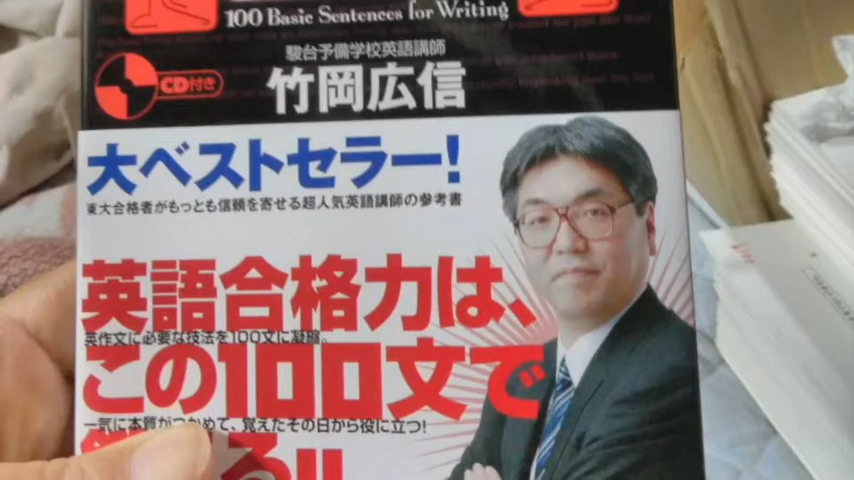 100 Basic Sentences for Writing
駿台予備学校英語講師
CD付き
竹岡広信
大ベストセラー!
東大合格者がもっとも信頼を寄せる超人気英語講師の参考書
英語合格力は、
英作文に必要な技法を100文に凝縮。
この100文で
一気に本質がつかめて、覚えたその日から役に立つ!
る!!